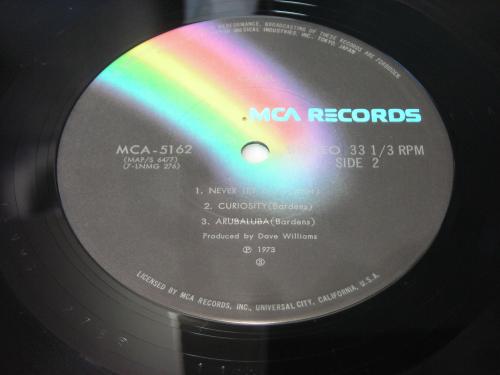 PERFORMANCE, BROADCASTING OF THESE RECORDS ARE FORBIDDEN.
MUSICAL INDUSTRIES, INC., TOKYO, JAPAN
MCA RECORDS
MCA-5162
(MAP/S 6477)
(7-LNMG 276)
33 1/3 RPM
SIDE 2
1. NEVER
2. CURIOSITY(Bardens)
3. ARUBALUBA(Bardens)
Produced by Dave Williams
Ⓟ 1973
Ⓢ
LICENSED BY MCA RECORDS, INC., UNIVERSAL CITY, CALIFORNIA, U.S.A.